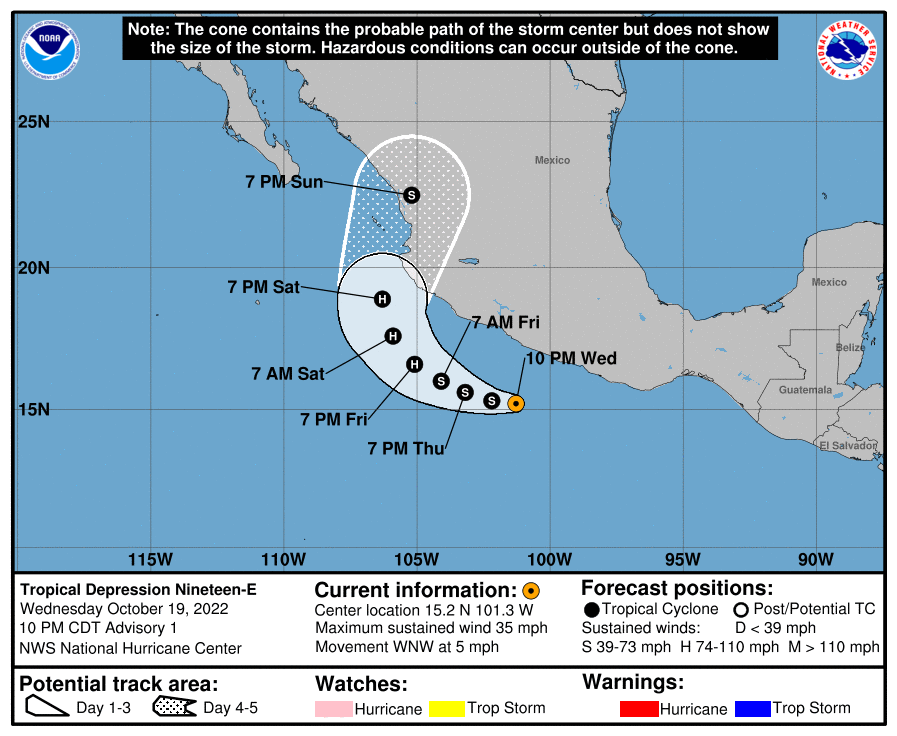 Note: The cone contains the probable path of the storm center but does not show
the size of the storm. Hazardous conditions can occur outside of the cone.
NOAA
NATIONAL WEATHER SERVICE
25N
20N
15N
115W
110W
105W
100W
95W
90W
Mexico
Mexico
Belize
Guatemala
El Salvador
7 PM Sun
7 PM Sat
7 AM Sat
7 PM Fri
7 AM Fri
7 PM Thu
10 PM Wed
S
H
H
H
S
S
S
Tropical Depression Nineteen-E
Wednesday October 19, 2022
10 PM CDT Advisory 1
NWS National Hurricane Center
Current information:
Center location 15.2 N 101.3 W
Maximum sustained wind 35 mph
Movement WNW at 5 mph
Forecast positions:
Tropical Cyclone Post/Potential TC
Sustained winds: D < 39 mph
S 39-73 mph H 74-110 mph M > 110 mph
Potential track area:
Day 1-3 Day 4-5
Watches:
Hurricane Trop Storm
Warnings:
Hurricane Trop Storm